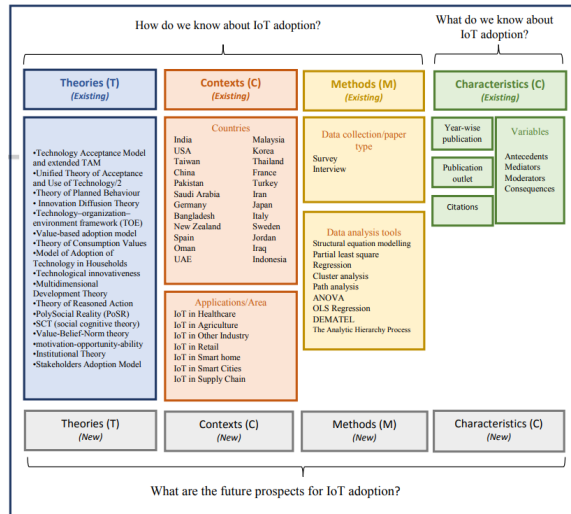 How do we know about IoT adoption?
What do we know about
IoT adoption?
Theories (T)
(Existing)
Contexts (C)
(Existing)
Methods (M)
(Existing)
Characteristics (C)
(Existing)
•Technology Acceptance Model
and extended TAM
•Unified Theory of Acceptance
and Use of Technology/2
•Theory of Planned Behaviour
• Innovation Diffusion Theory
•Technology–organization–
environment framework (TOE)
•Value-based adoption model
•Theory of Consumption Values
•Model of Adoption of
Technology in Households
•Technological innovativeness
•Multidimensional
Development Theory
•Theory of Reasoned Action
•PolySocial Reality (PoSR)
•SCT (social cognitive theory)
•Value-Belief-Norm theory
•motivation-opportunity-ability
•Institutional Theory
•Stakeholders Adoption Model
Countries
India
USA
Taiwan
China
Pakistan
Saudi Arabia
Germany
Bangladesh
New Zealand
Spain
Oman
UAE
Malaysia
Korea
Thailand
France
Turkey
Iran
Japan
Italy
Sweden
Jordan
Iraq
Indonesia
Applications/Area
IoT in Healthcare
IoT in Agriculture
IoT in Other Industry
IoT in Retail
IoT in Smart home
IoT in Smart Cities
IoT in Supply Chain
Data collection/paper
type
Survey
Interview
Data analysis tools
Structural equation modelling
Partial least square
Regression
Cluster analysis
Path analysis
ANOVA
OLS Regression
DEMATEL
The Analytic Hierarchy Process
Year-wise
publication
Publication
outlet
Citations
Variables
Antecedents
Mediators
Moderators
Consequences
Theories (T)
(New)
Contexts (C)
(New)
Methods (M)
(New)
Characteristics (C)
(New)
What are the future prospects for IoT adoption?